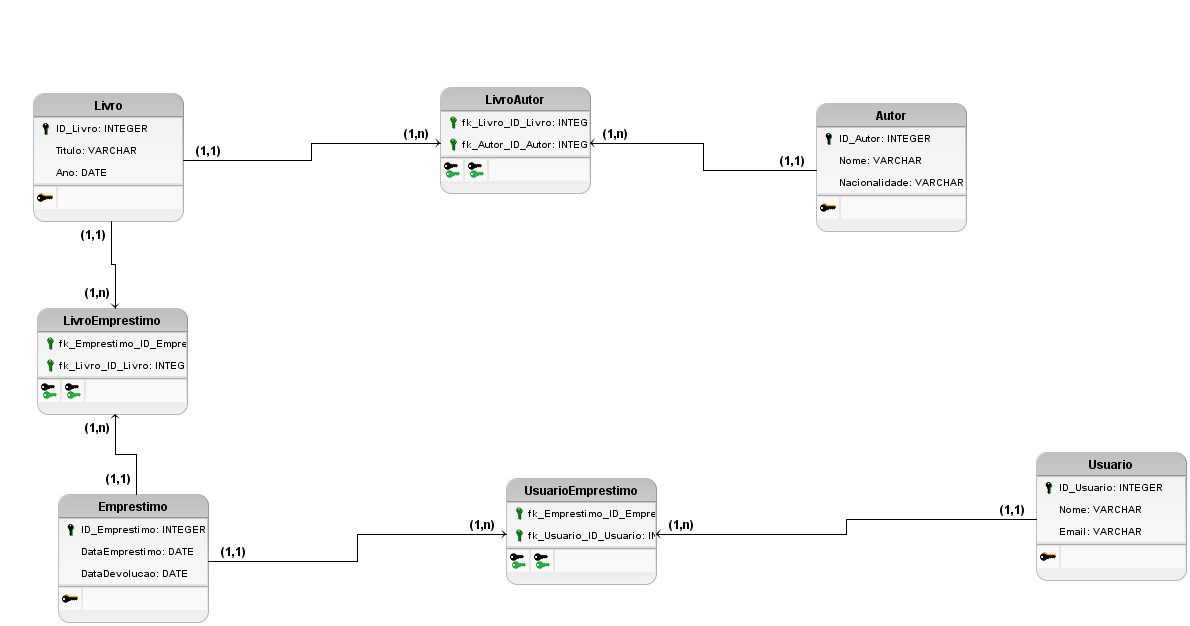 Livro
ID_Livro: INTEGER
Titulo: VARCHAR
Ano: DATE
(1,1)
(1,n)
LivroAutor
fk_Livro_ID_Livro: INTEG
fk_Autor_ID_Autor: INTEG
(1,n)
(1,1)
Autor
ID_Autor: INTEGER
Nome: VARCHAR
Nacionalidade: VARCHAR
(1,1)
(1,n)
LivroEmprestimo
fk_Emprestimo_ID_Empre
fk_Livro_ID_Livro: INTEG
(1,n)
(1,1)
Emprestimo
ID_Emprestimo: INTEGER
DataEmprestimo: DATE
DataDevolucao: DATE
(1,1)
(1,n)
UsuarioEmprestimo
fk_Emprestimo_ID_Empre
fk_Usuario_ID_Usuario: IN
(1,n)
(1,1)
Usuario
ID_Usuario: INTEGER
Nome: VARCHAR
Email: VARCHAR